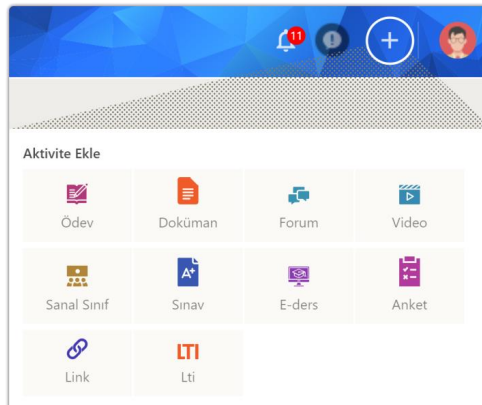 11
Aktivite Ekle
Ödev Doküman Forum Video
A+
Sanal Sınıf Sınav E-ders Anket
LTI
Link Lti